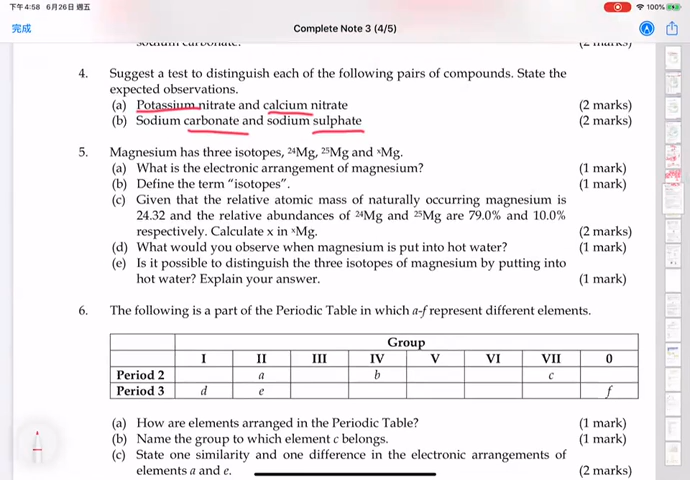 下午4:58 6月26日 週五
100%
完成
Complete Note 3 (4/5)
sodium carbonate.
(2 marks)
4. Suggest a test to distinguish each of the following pairs of compounds. State the
expected observations.
(a) Potassium nitrate and calcium nitrate (2 marks)
(b) Sodium carbonate and sodium sulphate (2 marks)
5. Magnesium has three isotopes, ²⁴Mg, ²⁵Mg and ˣMg.
(a) What is the electronic arrangement of magnesium? (1 mark)
(b) Define the term “isotopes”. (1 mark)
(c) Given that the relative atomic mass of naturally occurring magnesium is
24.32 and the relative abundances of ²⁴Mg and ²⁵Mg are 79.0% and 10.0%
respectively. Calculate x in ˣMg. (2 marks)
(d) What would you observe when magnesium is put into hot water? (1 mark)
(e) Is it possible to distinguish the three isotopes of magnesium by putting into
hot water? Explain your answer. (1 mark)
6. The following is a part of the Periodic Table in which a-f represent different elements.
Group
I II III IV V VI VII 0
Period 2 a b c
Period 3 d e f
(a) How are elements arranged in the Periodic Table? (1 mark)
(b) Name the group to which element c belongs. (1 mark)
(c) State one similarity and one difference in the electronic arrangements of
elements a and e. (2 marks)